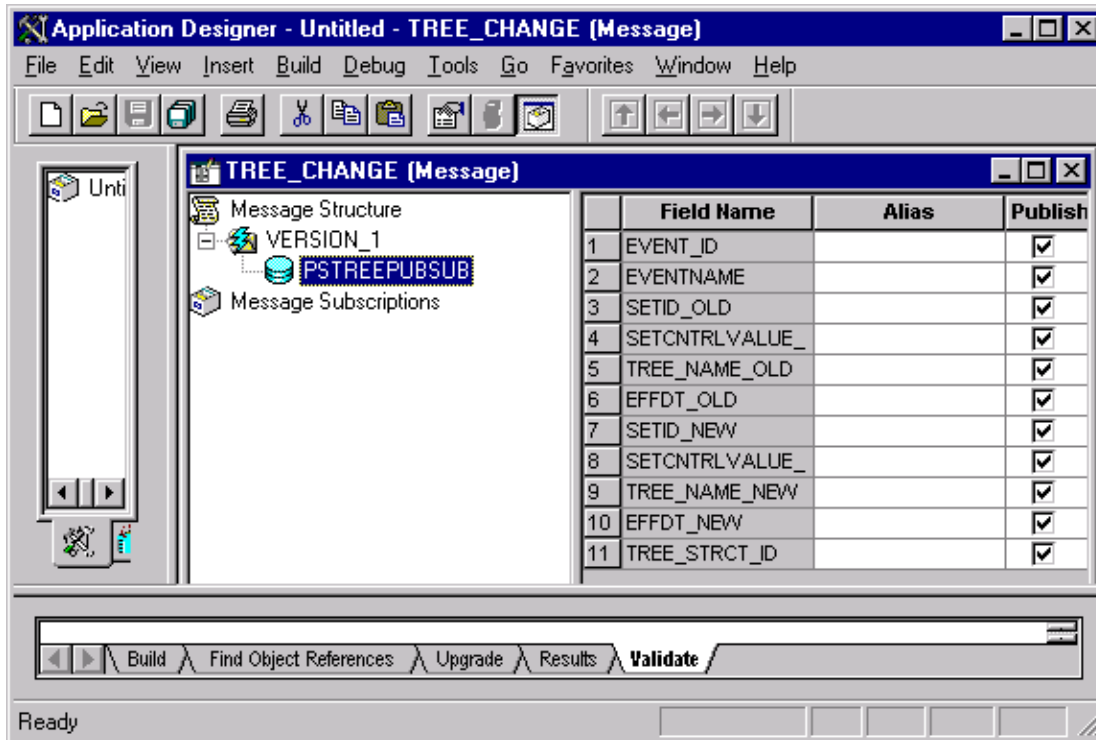 Application Designer - Untitled - TREE_CHANGE (Message)
File Edit View Insert Build Debug Tools Go Favorites Window Help
Unti
TREE_CHANGE (Message)
Message Structure
VERSION_1
PSTREEPUBSUB
Message Subscriptions
Field Name Alias Publish
1 EVENT_ID
2 EVENTNAME
3 SETID_OLD
4 SETCNTRLVALUE_
5 TREE_NAME_OLD
6 EFFDT_OLD
7 SETID_NEW
8 SETCNTRLVALUE_
9 TREE_NAME_NEW
10 EFFDT_NEW
11 TREE_STRCT_ID
Build Find Object References Upgrade Results Validate
Ready